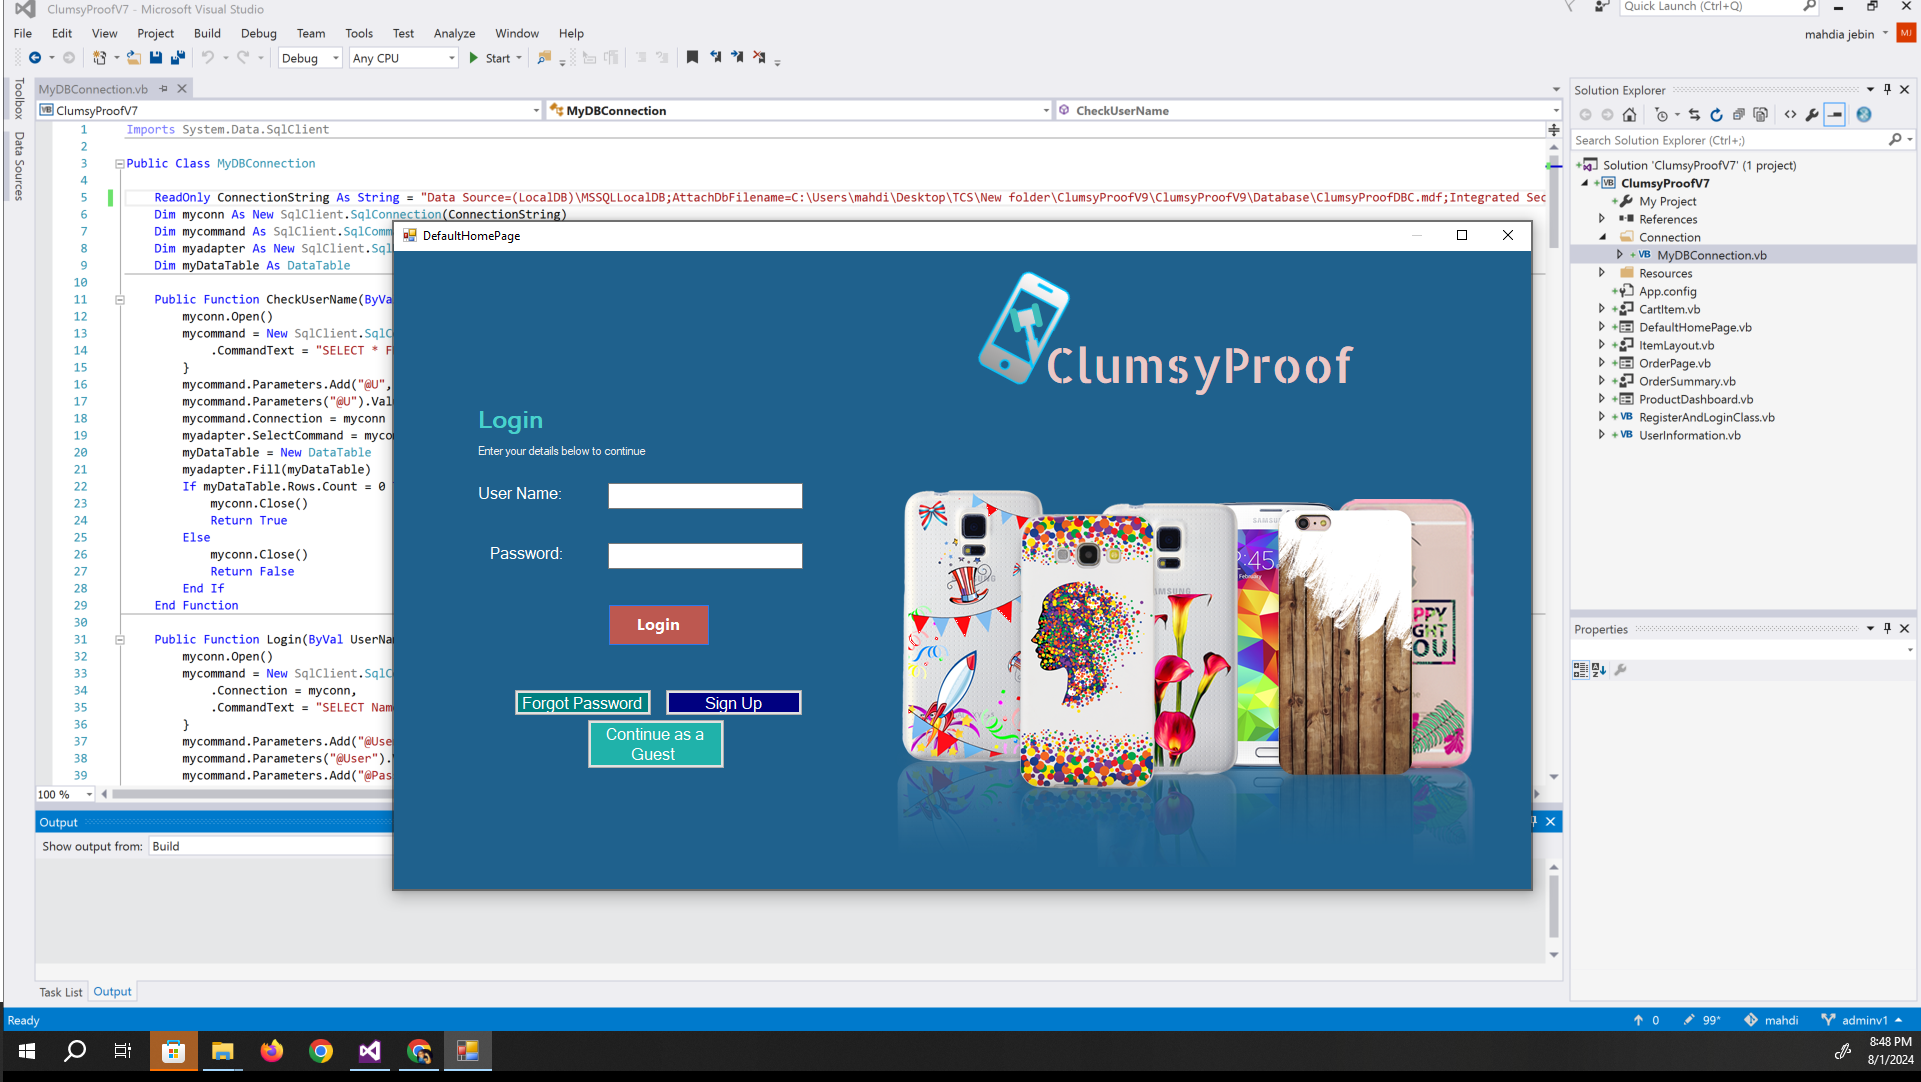 ClumsyProofV7 - Microsoft Visual Studio
Quick Launch (Ctrl+Q)
File Edit View Project Build Debug Team Tools Test Analyze Window Help
mahdia jebin
MJ
Debug Any CPU Start
Toolbox
Data Sources
MyDBConnection.vb
ClumsyProofV7 MyDBConnection CheckUserName
1 Imports System.Data.SqlClient
2
3 Public Class MyDBConnection
4
5 ReadOnly ConnectionString As String = "Data Source=(LocalDB)\MSSQLLocalDB;AttachDbFilename=C:\Users\mahdi\Desktop\TCS\New folder\ClumsyProofV9\ClumsyProofV9\Database\ClumsyProofDBC.mdf;Integrated Sec
6 Dim myconn As New SqlClient.SqlConnection(ConnectionString)
7 Dim mycommand As SqlClient.SqlComm
8 Dim myadapter As New SqlClient.Sql
9 Dim myDataTable As DataTable
10
11 Public Function CheckUserName(ByVa
12 myconn.Open()
13 mycommand = New SqlClient.SqlC
14 .CommandText = "SELECT * F
15 }
16 mycommand.Parameters.Add("@U",
17 mycommand.Parameters("@U").Val
18 mycommand.Connection = myconn
19 myadapter.SelectCommand = myco
20 myDataTable = New DataTable
21 myadapter.Fill(myDataTable)
22 If myDataTable.Rows.Count = 0
23 myconn.Close()
24 Return True
25 Else
26 myconn.Close()
27 Return False
28 End If
29 End Function
30
31 Public Function Login(ByVal UserNa
32 myconn.Open()
33 mycommand = New SqlClient.SqlC
34 .Connection = myconn,
35 .CommandText = "SELECT Nam
36 }
37 mycommand.Parameters.Add("@Use
38 mycommand.Parameters("@User").
39 mycommand.Parameters.Add("@Pas
100 %
DefaultHomePage
ClumsyProof
Login
Enter your details below to continue
User Name:
Password:
Login
Forgot Password Sign Up
Continue as a
Guest
February
YOU
Output
Show output from: Build
Task List Output
Solution Explorer
Search Solution Explorer (Ctrl+;)
Solution 'ClumsyProofV7' (1 project)
ClumsyProofV7
My Project
References
Connection
MyDBConnection.vb
Resources
App.config
CartItem.vb
DefaultHomePage.vb
ItemLayout.vb
OrderPage.vb
OrderSummary.vb
ProductDashboard.vb
RegisterAndLoginClass.vb
UserInformation.vb
Properties
Ready
0 99* mahdi adminv1
8:48 PM
8/1/2024